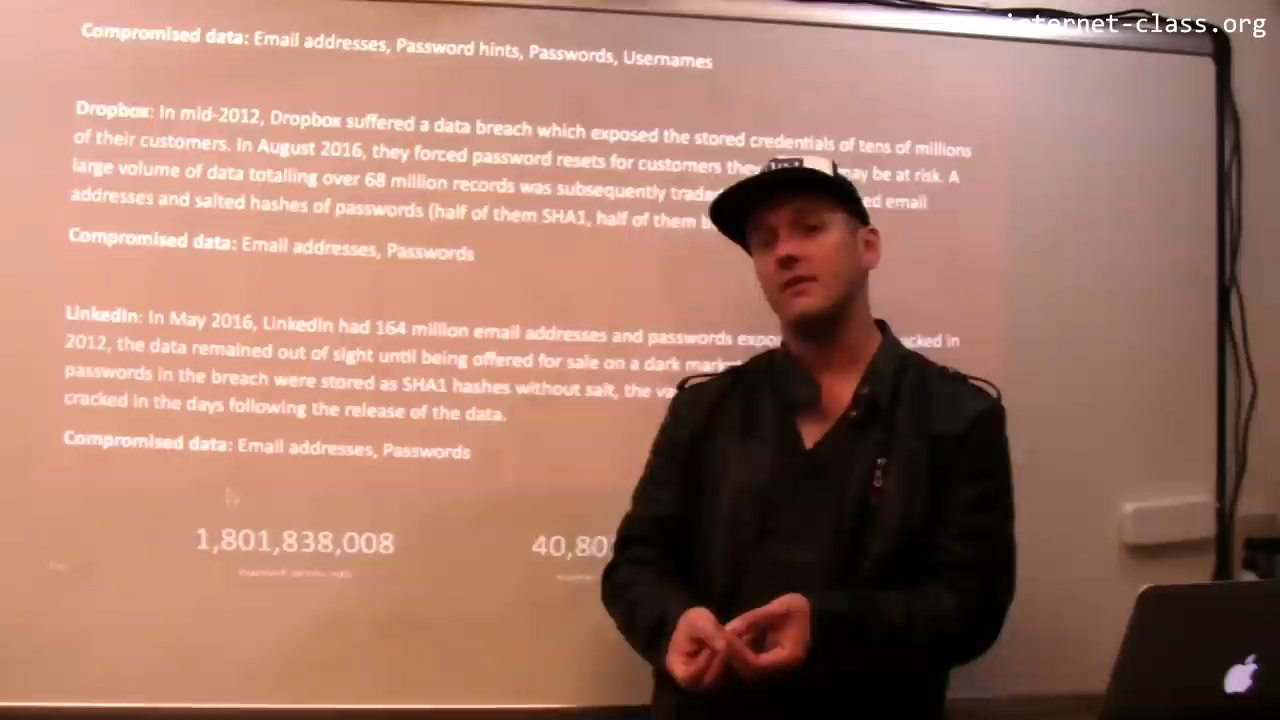 internet-class.org
Compromised data: Email addresses, Password hints, Passwords, Usernames
Dropbox: In mid-2012, Dropbox suffered a data breach which exposed the stored credentials of tens of millions
of their customers. In August 2016, they forced password resets for customers they may be at risk. A
large volume of data totalling over 68 million records was subsequently traded email
addresses and salted hashes of passwords (half of them SHA1, half of them
Compromised data: Email addresses, Passwords
LinkedIn: In May 2016, LinkedIn had 164 million email addresses and passwords in
2012, the data remained out of sight until being offered for sale on a dark
passwords in the breach were stored as SHA1 hashes without salt, the
cracked in the days following the release of the data.
Compromised data: Email addresses, Passwords
1,801,838,008 40,80